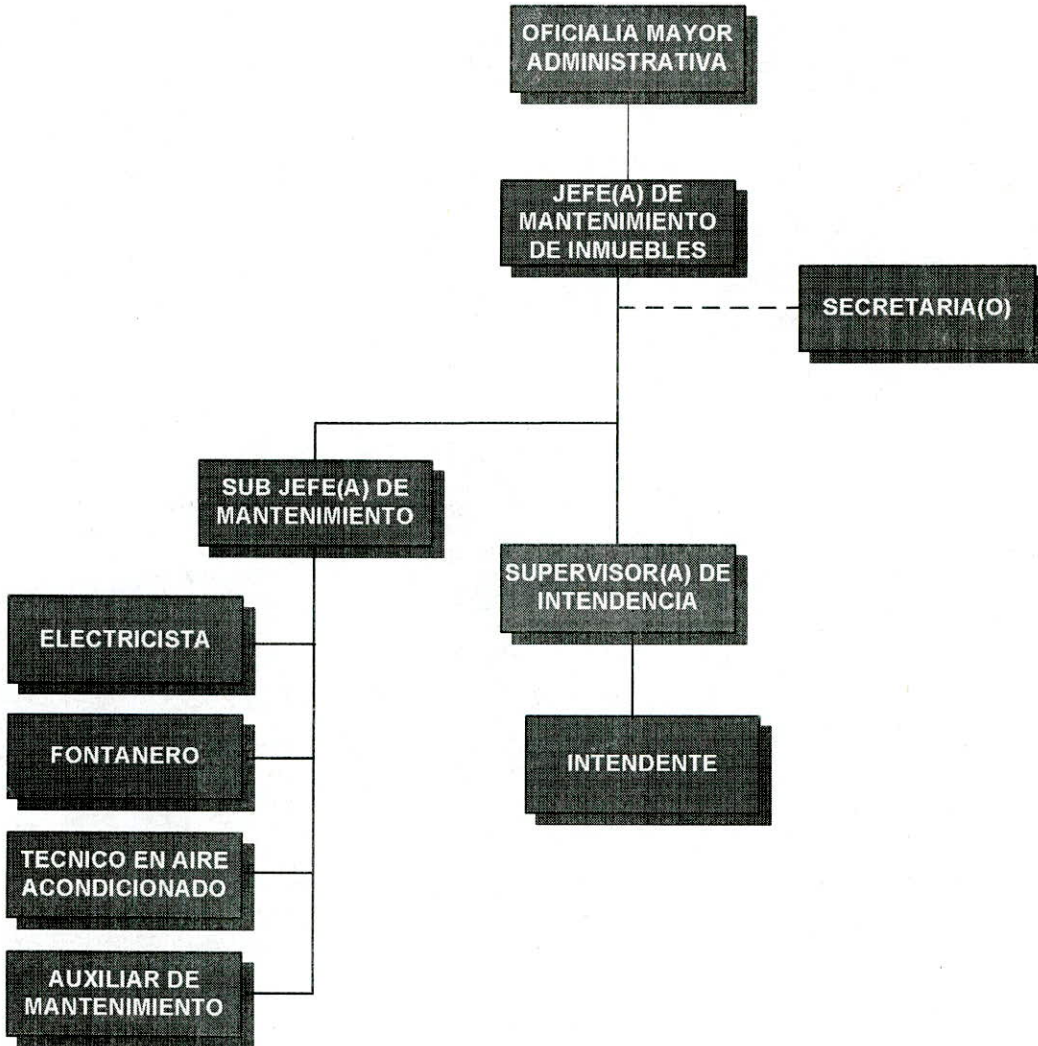 OFICIALIA MAYOR
ADMINISTRATIVA
JEFE(A) DE
MANTENIMIENTO
DE INMUEBLES
SECRETARIA(O)
SUB JEFE(A) DE
MANTENIMIENTO
SUPERVISOR(A) DE
INTENDENCIA
ELECTRICISTA
FONTANERO
INTENDENTE
TECNICO EN AIRE
ACONDICIONADO
AUXILIAR DE
MANTENIMIENTO